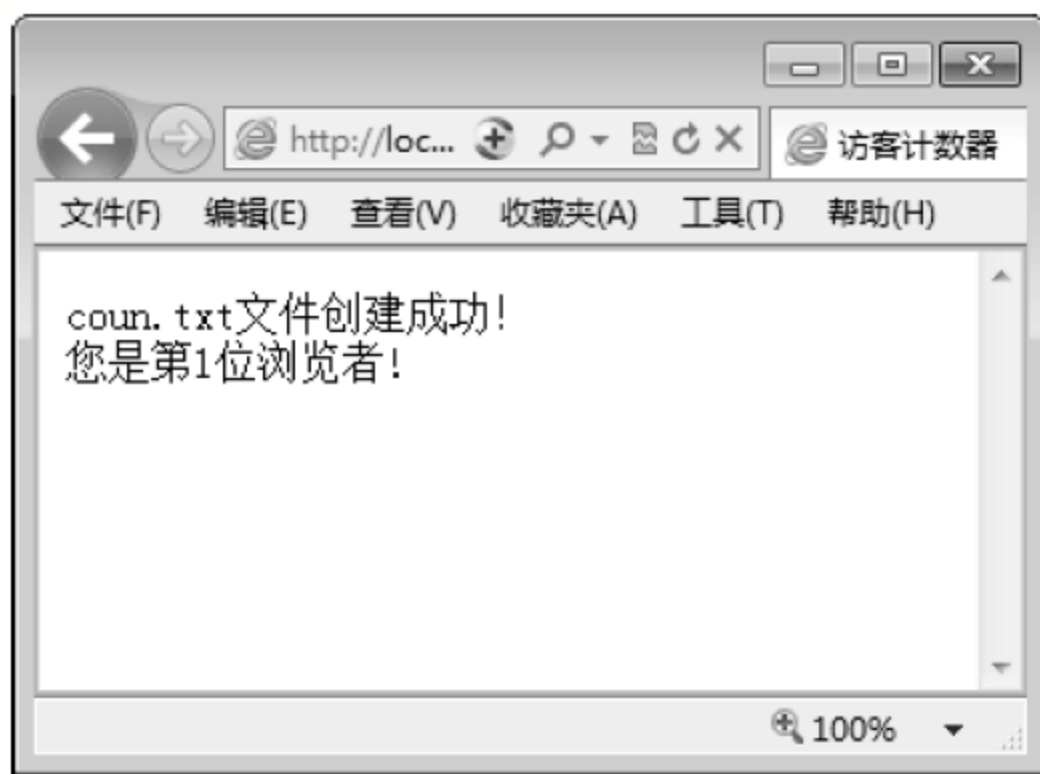 http://loc...
访客计数器
文件(F) 编辑(E) 查看(V) 收藏夹(A) 工具(T) 帮助(H)
coun.txt文件创建成功!
您是第1位浏览者!
100%